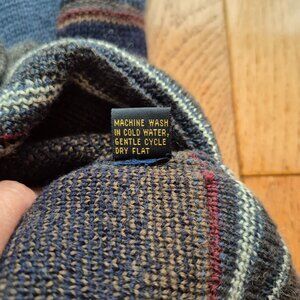 MACHINE WASH
IN COLD WATER,
GENTLE CYCLE
DRY FLAT